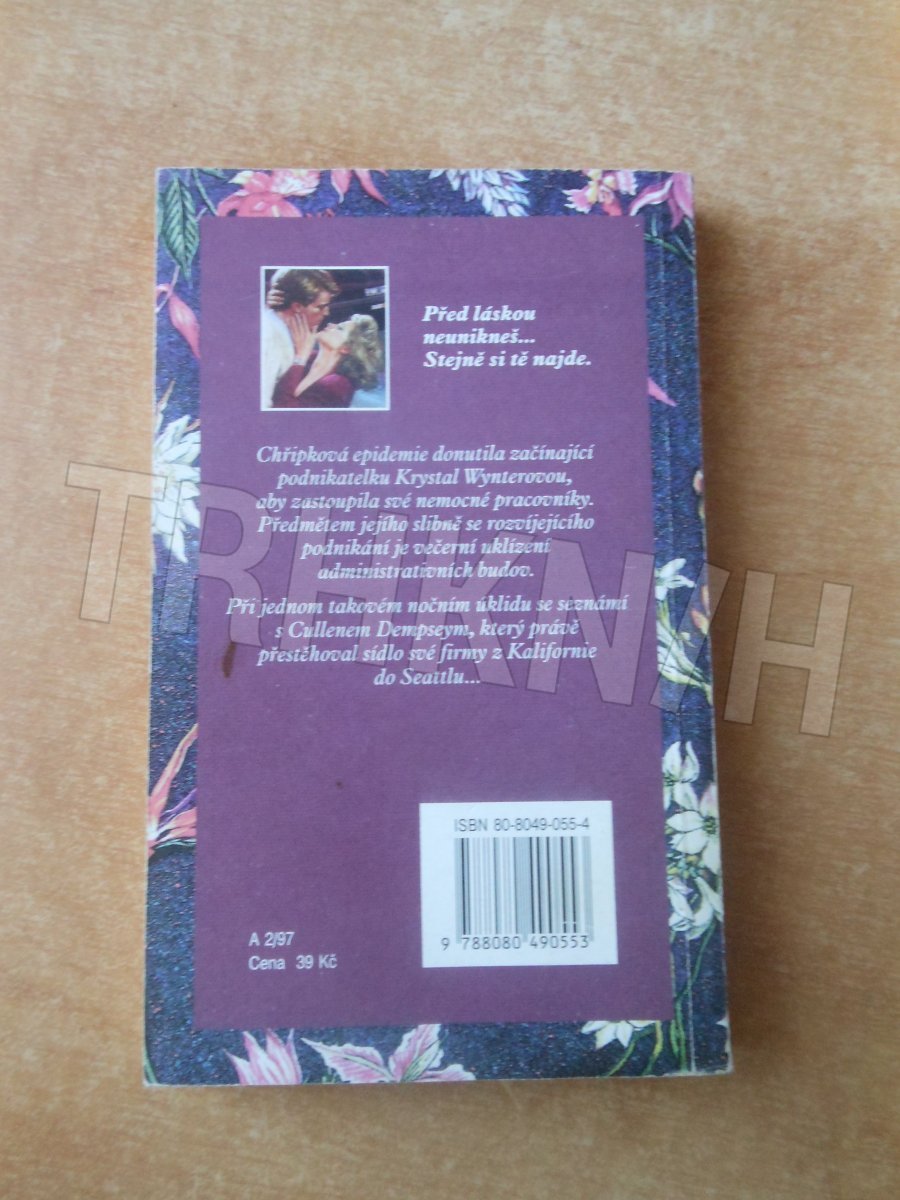 Před láskou
neunikneš...
Stejně si tě najde.
Chřipková epidemie donutila začínající
podnikatelku Krystal Wynterovou,
aby zastoupila své nemocné pracovníky.
Předmětem jejího slibně se rozvíjejícího
podnikání je večerní uklízení
administrativních budov.
Při jednom takovém nočním úklidu se seznámí
s Cullenem Dempseym, který právě
přestěhoval sídlo své firmy z Kalifornie
do Seattlu...
ISBN 80-8049-055-4
9 788080 490553
A 2/97
Cena 39 Kč